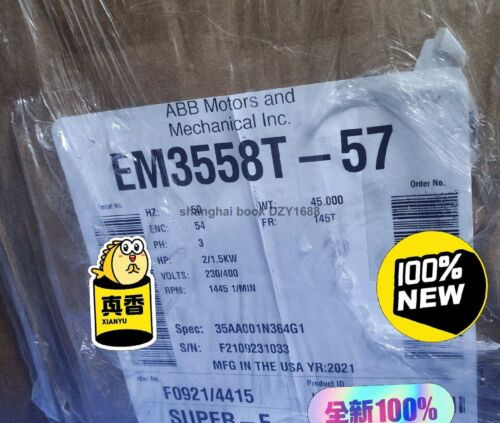 ABB Motors and
Mechanical Inc.
EM3558T-57
Serial No.
Order No.
HZ: 50 WT: 45.000
shanghai book DZY1688
ENC: 54 FR: 145T
PH: 3
HP: 2/1.5KW
VOLTS: 230/400
RPM: 1445 1/MIN
真香
XIANYU
100%
NEW
Spec: 35AA001N364G1
S/N: F2109231033
MFG IN THE USA YR:2021
F0921/4415
Product ID
SUPER-E
全新100%